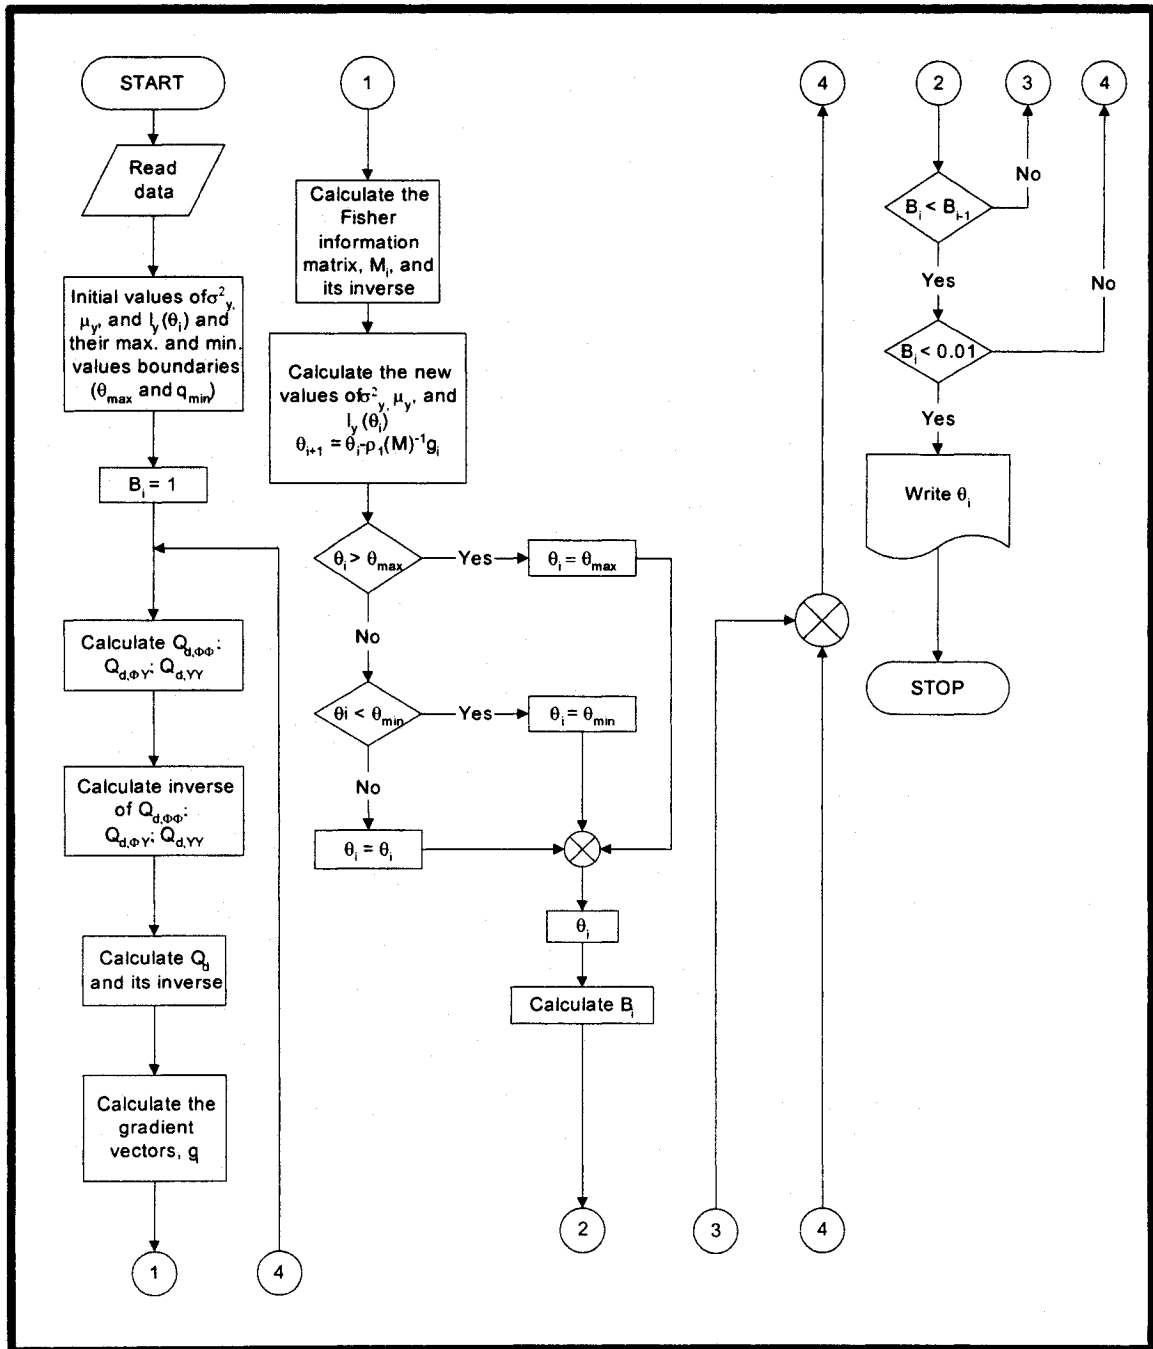 START
Read
data
Initial values of σ²y,
μy, and ly(θi) and
their max. and min.
values boundaries
(θmax and qmin)
Bi = 1
Calculate Qd,ΦΦ:
Qd,ΦY; Qd,YY
Calculate inverse
of Qd,ΦΦ:
Qd,ΦY; Qd,YY
Calculate Qd
and its inverse
Calculate the
gradient
vectors, gi
1
4
1
Calculate the
Fisher
information
matrix, Mi, and
its inverse
Calculate the new
values of σ²y, μy, and
ly(θi)
θi+1 = θi-ρ1(M)-1gi
θi > θmax
Yes
θi = θmax
No
θi < θmin
Yes
θi = θmin
No
θi = θi
θi
Calculate Bi
2
4
3
4
2
3
4
Bi < Bi-1
No
Yes
No
Bi < 0.01
Yes
Write θi
STOP